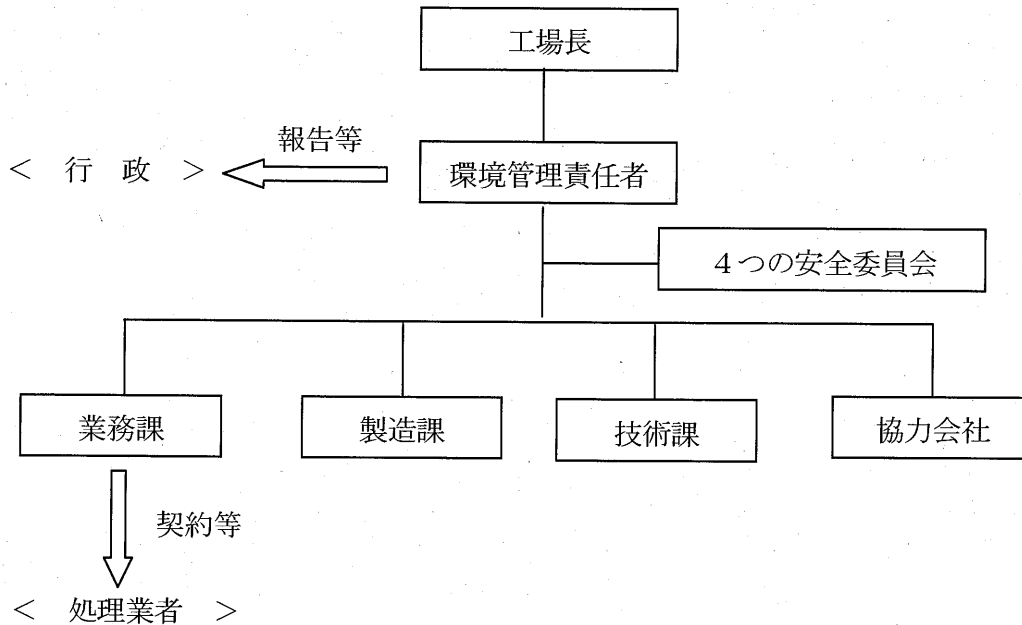 工場長
報告等
＜ 行 政 ＞
環境管理責任者
４つの安全委員会
業務課
製造課
技術課
協力会社
契約等
＜ 処理業者 ＞